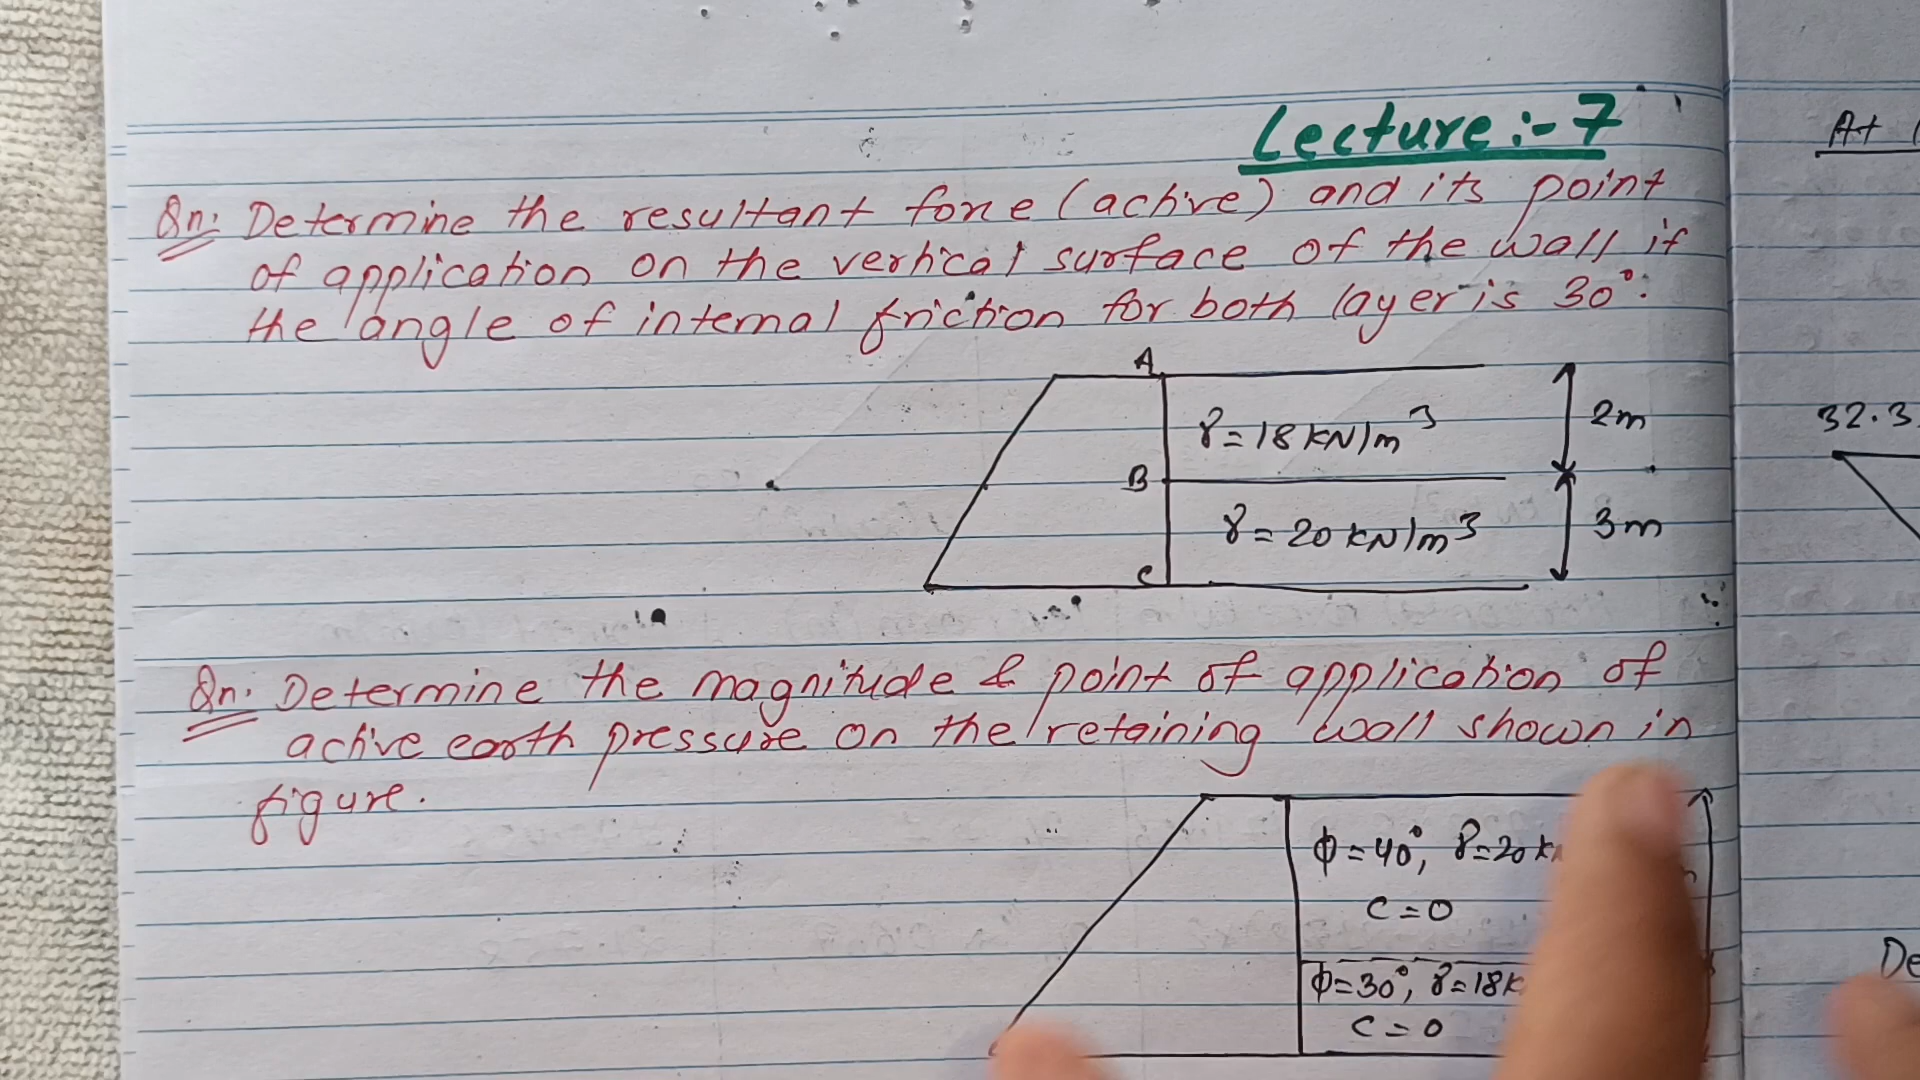 Lecture:- 7
At
Qn: Determine the resultant force (active) and its point
of application on the vertical surface of the wall if
the angle of internal friction for both layer is 30°.
A
γ=18 kN/m³
2m
32.3
B
γ= 20 kN/m³
3m
C
Qn: Determine the magnitude & point of application of
active earth pressure on the retaining wall shown in
figure.
φ=40°, γ=20 k
C=0
φ=30°, γ=18k
C=0